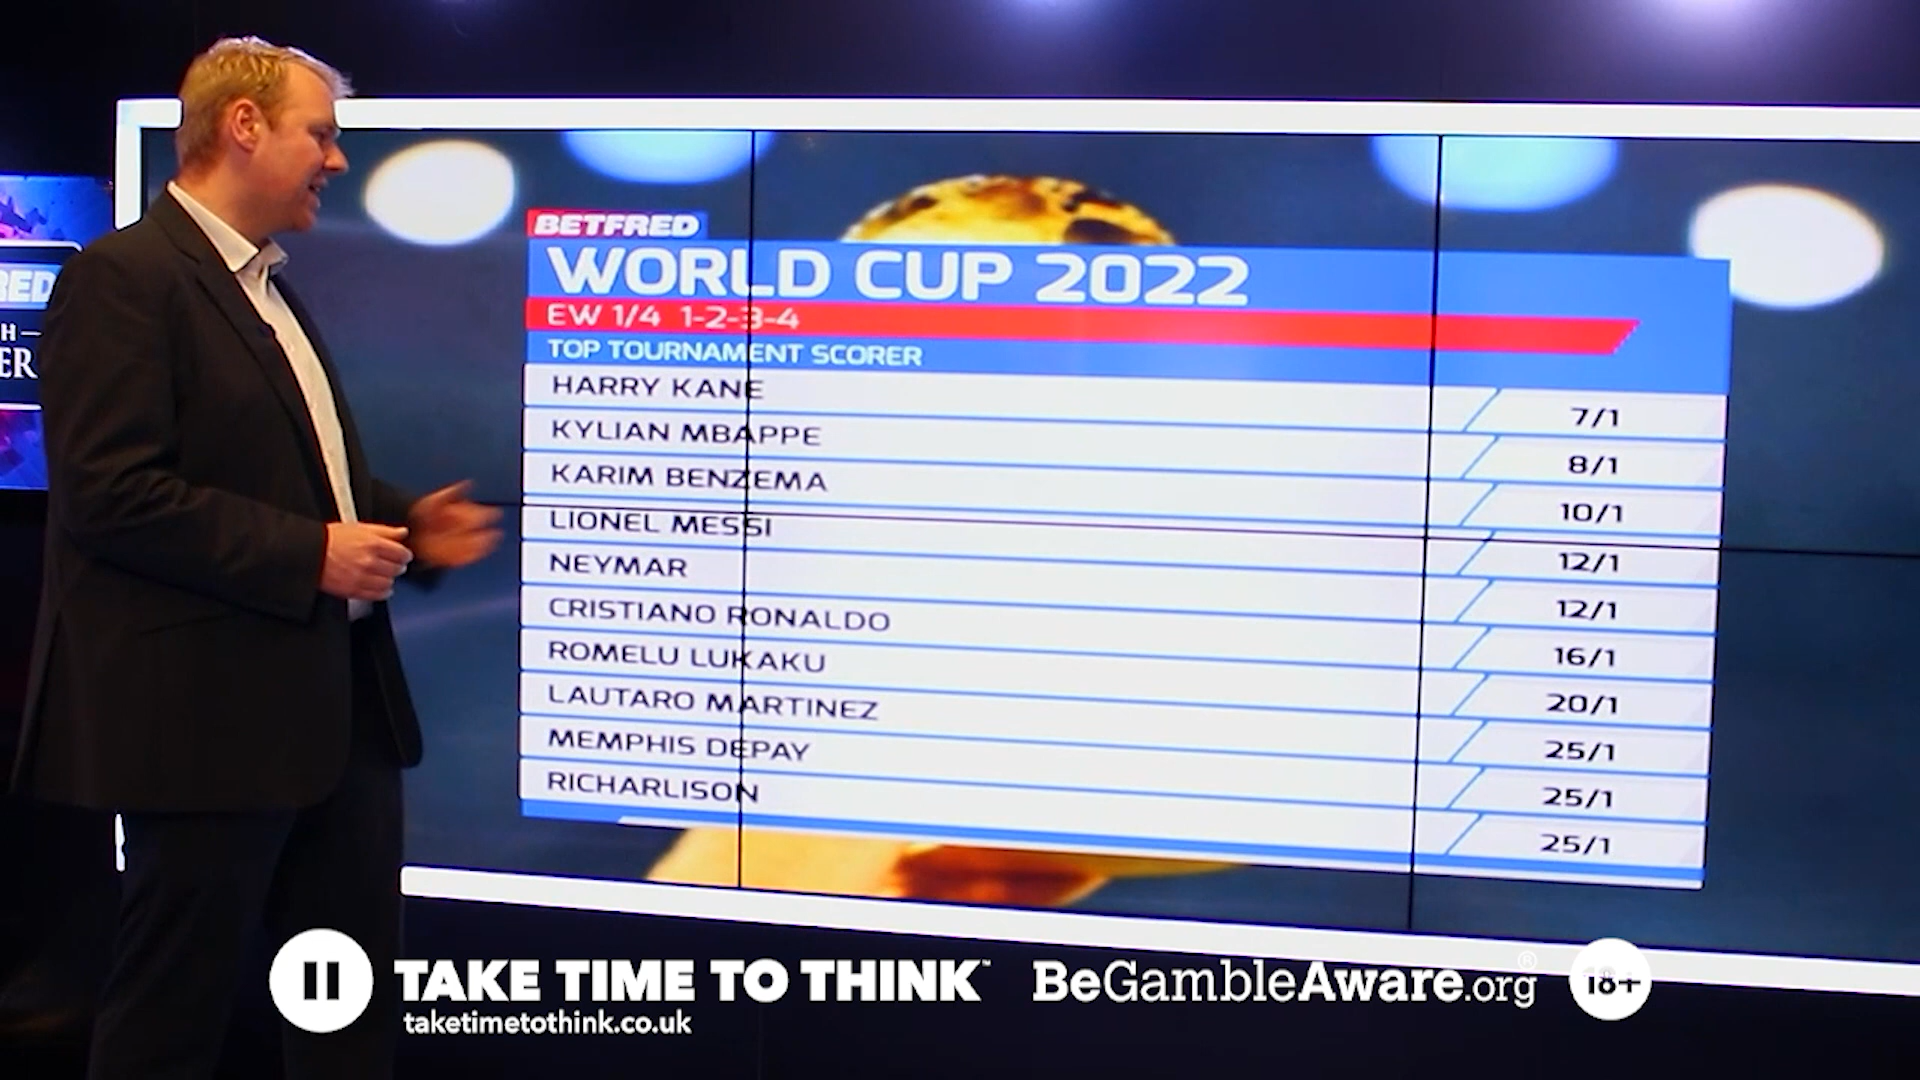 BETFRED
WORLD CUP 2022
EW 1/4 1-2-3-4
TOP TOURNAMENT SCORER
HARRY KANE 7/1
KYLIAN MBAPPE 8/1
KARIM BENZEMA 10/1
LIONEL MESSI 12/1
NEYMAR 12/1
CRISTIANO RONALDO 16/1
ROMELU LUKAKU 20/1
LAUTARO MARTINEZ 25/1
MEMPHIS DEPAY 25/1
RICHARLISON 25/1
TAKE TIME TO THINK™
taketimetothink.co.uk
BeGambleAware.org®
18+